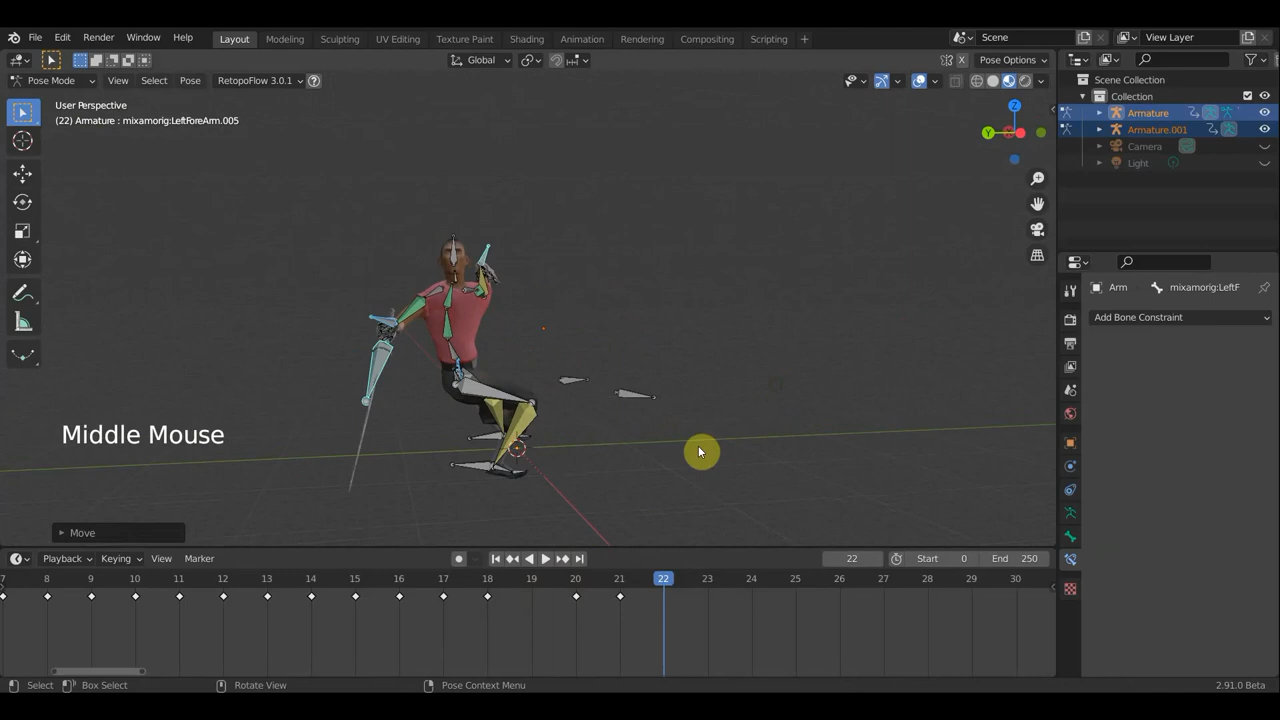 File Edit Render Window Help Layout Modeling Sculpting UV Editing Texture Paint Shading Animation Rendering Compositing Scripting + Scene View Layer
Global Pose Options
Pose Mode View Select Pose RetopoFlow 3.0.1
User Perspective
(22) Armature : mixamorig:LeftForeArm.005
Z
Y
Scene Collection
Collection
Armature
Armature.001
Camera
Light
Arm mixamorig:LeftF
Add Bone Constraint
Middle Mouse
Move
Playback Keying View Marker 22 Start 0 End 250
7 8 9 10 11 12 13 14 15 16 17 18 19 20 21 22 23 24 25 26 27 28 29 30
Select Box Select Rotate View Pose Context Menu 2.91.0 Beta